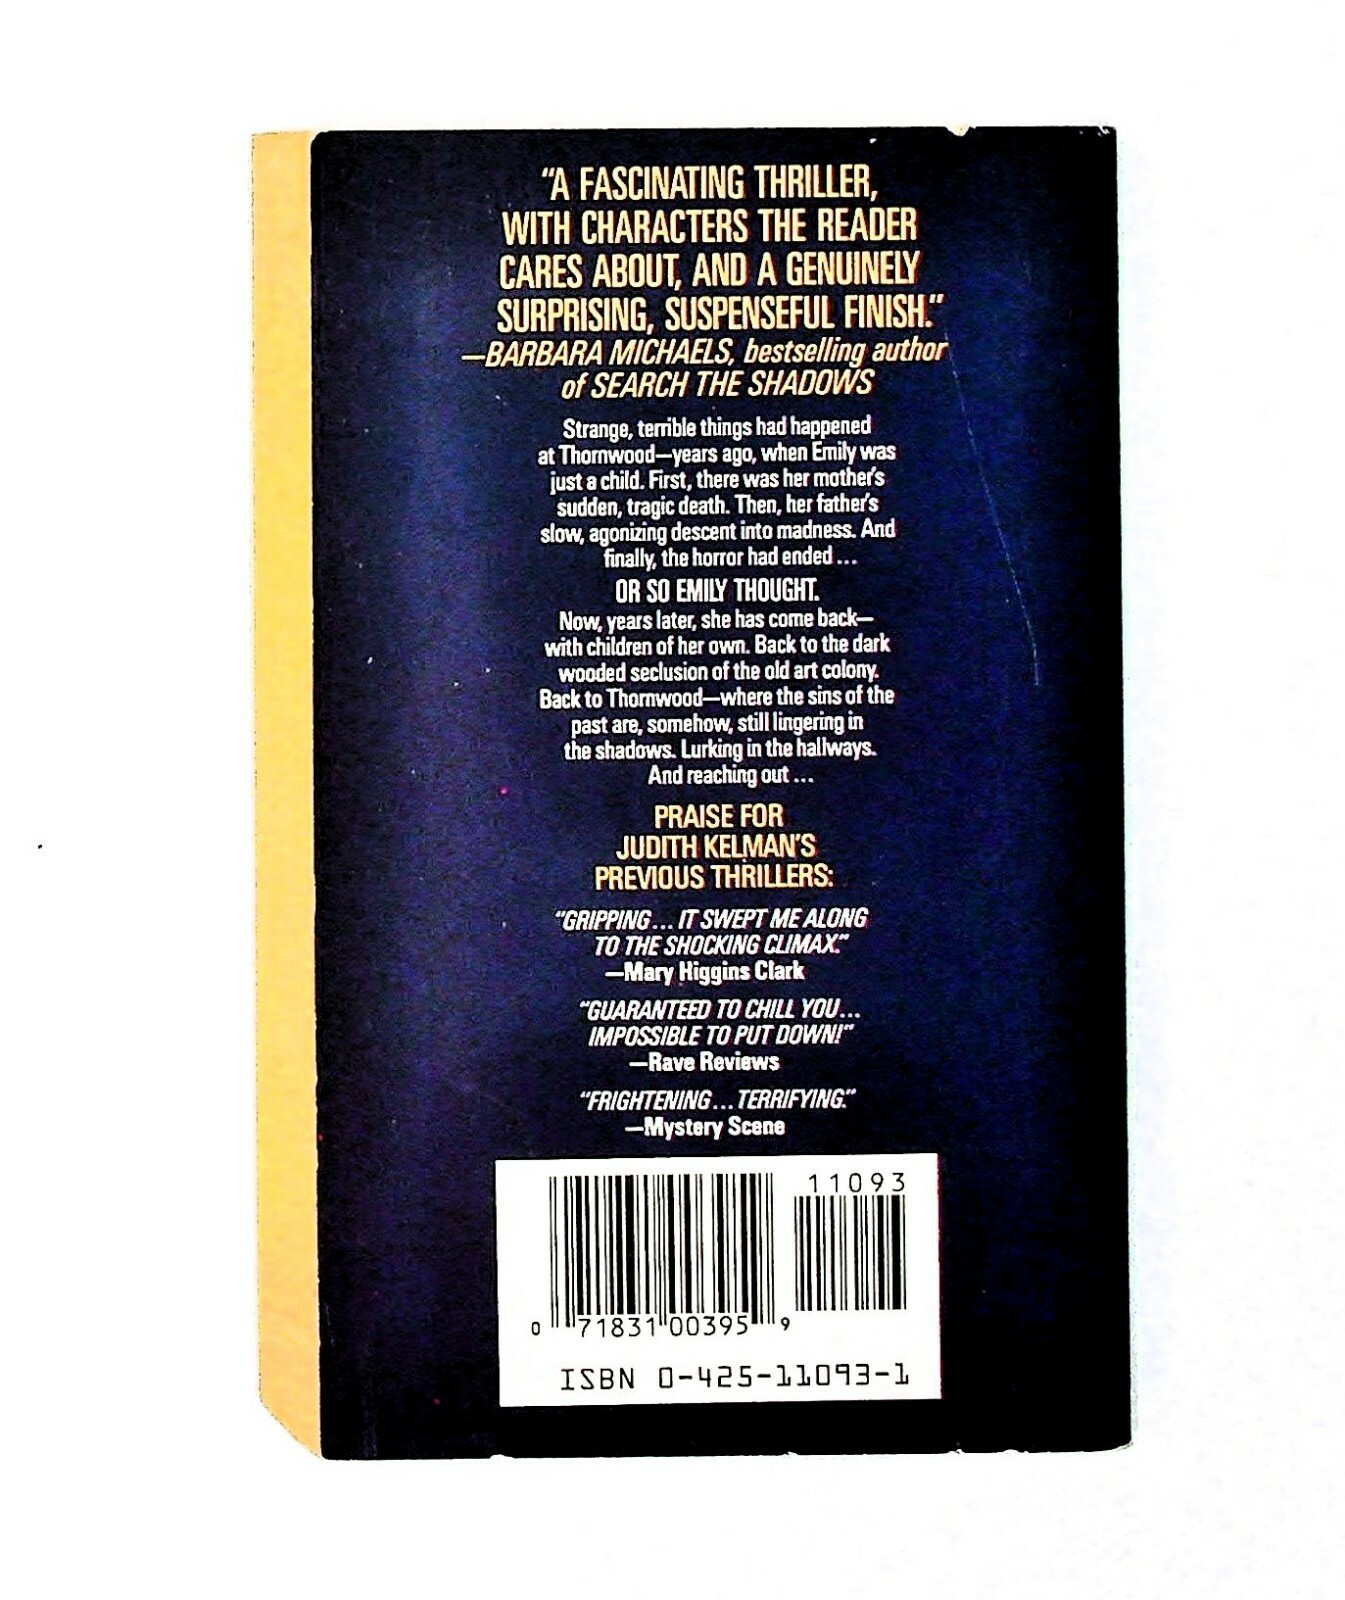 "A FASCINATING THRILLER,
WITH CHARACTERS THE READER
CARES ABOUT, AND A GENUINELY
SURPRISING, SUSPENSEFUL FINISH."
—BARBARA MICHAELS, bestselling author
of SEARCH THE SHADOWS
Strange, terrible things had happened
at Thornwood—years ago, when Emily was
just a child. First, there was her mother's
sudden, tragic death. Then, her father's
slow, agonizing descent into madness. And
finally, the horror had ended...
OR SO EMILY THOUGHT.
Now, years later, she has come back—
with children of her own. Back to the dark
wooded seclusion of the old art colony.
Back to Thornwood—where the sins of the
past are, somehow, still lingering in
the shadows. Lurking in the hallways.
And reaching out...
PRAISE FOR
JUDITH KELMAN'S
PREVIOUS THRILLERS:
"GRIPPING...IT SWEPT ME ALONG
TO THE SHOCKING CLIMAX."
—Mary Higgins Clark
"GUARANTEED TO CHILL YOU...
IMPOSSIBLE TO PUT DOWN!"
—Rave Reviews
"FRIGHTENING...TERRIFYING."
—Mystery Scene
11093
0 71831 00395 9
ISBN 0-425-11093-1